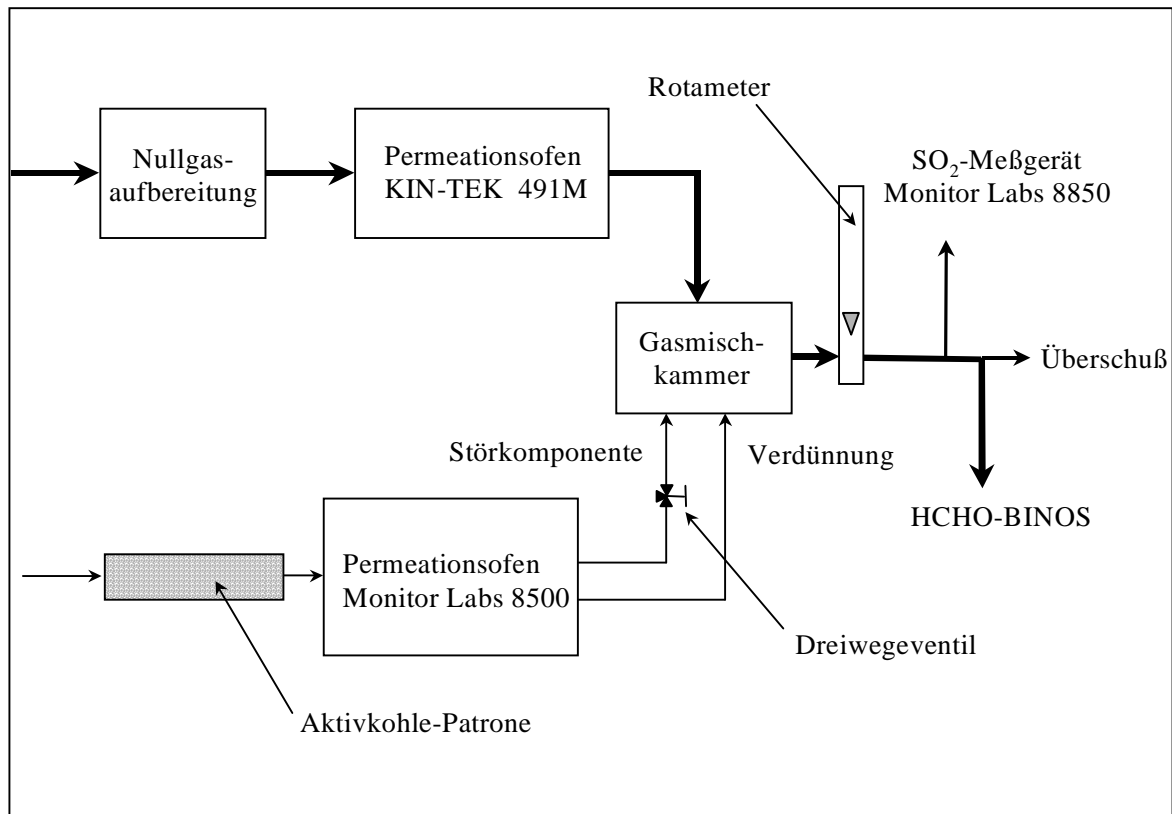 Rotameter
Nullgas-
aufbereitung
Permeationsofen
KIN-TEK 491M
SO₂-Meßgerät
Monitor Labs 8850
Gasmisch-
kammer
Überschuß
Störkomponente
Verdünnung
HCHO-BINOS
Permeationsofen
Monitor Labs 8500
Dreiwegeventil
Aktivkohle-Patrone